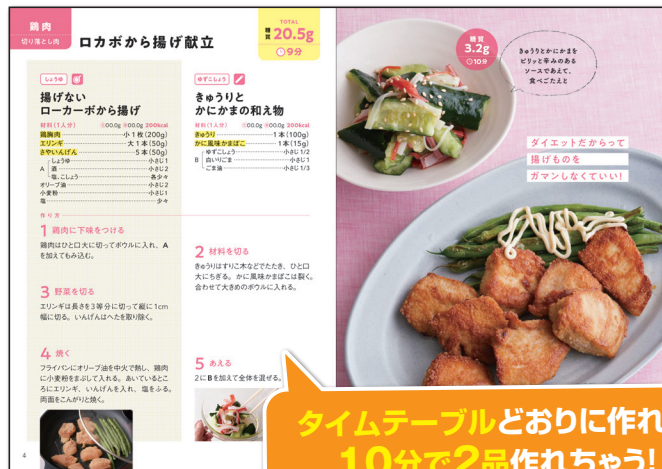 鶏肉
切り落とし肉
ロカボから揚げ献立
TOTAL
糖質 20.5g
9分
しょうゆ
揚げない
ローカーボから揚げ
材料(1人分) 00.0g 00.0g 200kcal
鶏胸肉 小1枚(200g)
エリンギ 大1本(50g)
さやいんげん 5本(50g)
しょうゆ 小さじ1
A 酒 小さじ2
塩、こしょう 各少々
オリーブ油 小さじ2
小麦粉 小さじ1
塩 少々
ゆずこしょう
きゅうりと
かにかまの和え物
材料(1人分) 00.0g 00.0g 200kcal
きゅうり 1本(100g)
かに風味かまぼこ 1本(15g)
ゆずこしょう 小さじ1/2
B 白いりごま 小さじ1
ごま油 小さじ1/3
作り方
1 鶏肉に下味をつける
鶏肉はひと口大に切ってボウルに入れ、A
を加えてもみ込む。
2 材料を切る
きゅうりはすりこ木などでたたき、ひと口
大にちぎる。かに風味かまぼこは裂く。
合わせて大きめのボウルに入れる。
3 野菜を切る
エリンギは長さを3等分に切って縦に1cm
幅に切る。いんげんはへたを取り除く。
4 焼く
フライパンにオリーブ油を中火で熱し、鶏肉
に小麦粉をまぶして入れる。あいているとこ
ろにエリンギ、いんげんを入れ、塩をふる。
両面をこんがりと焼く。
5 あえる
2にBを加えて全体を混ぜる。
4
糖質
3.2g
10分
きゅうりとかにかまを
ピリッと辛みのある
ソースであえて、
食べごたえと
ダイエットだからって
揚げものを
ガマンしなくていい!
タイムテーブルどおりに作れ
10分で2品作れちゃう!